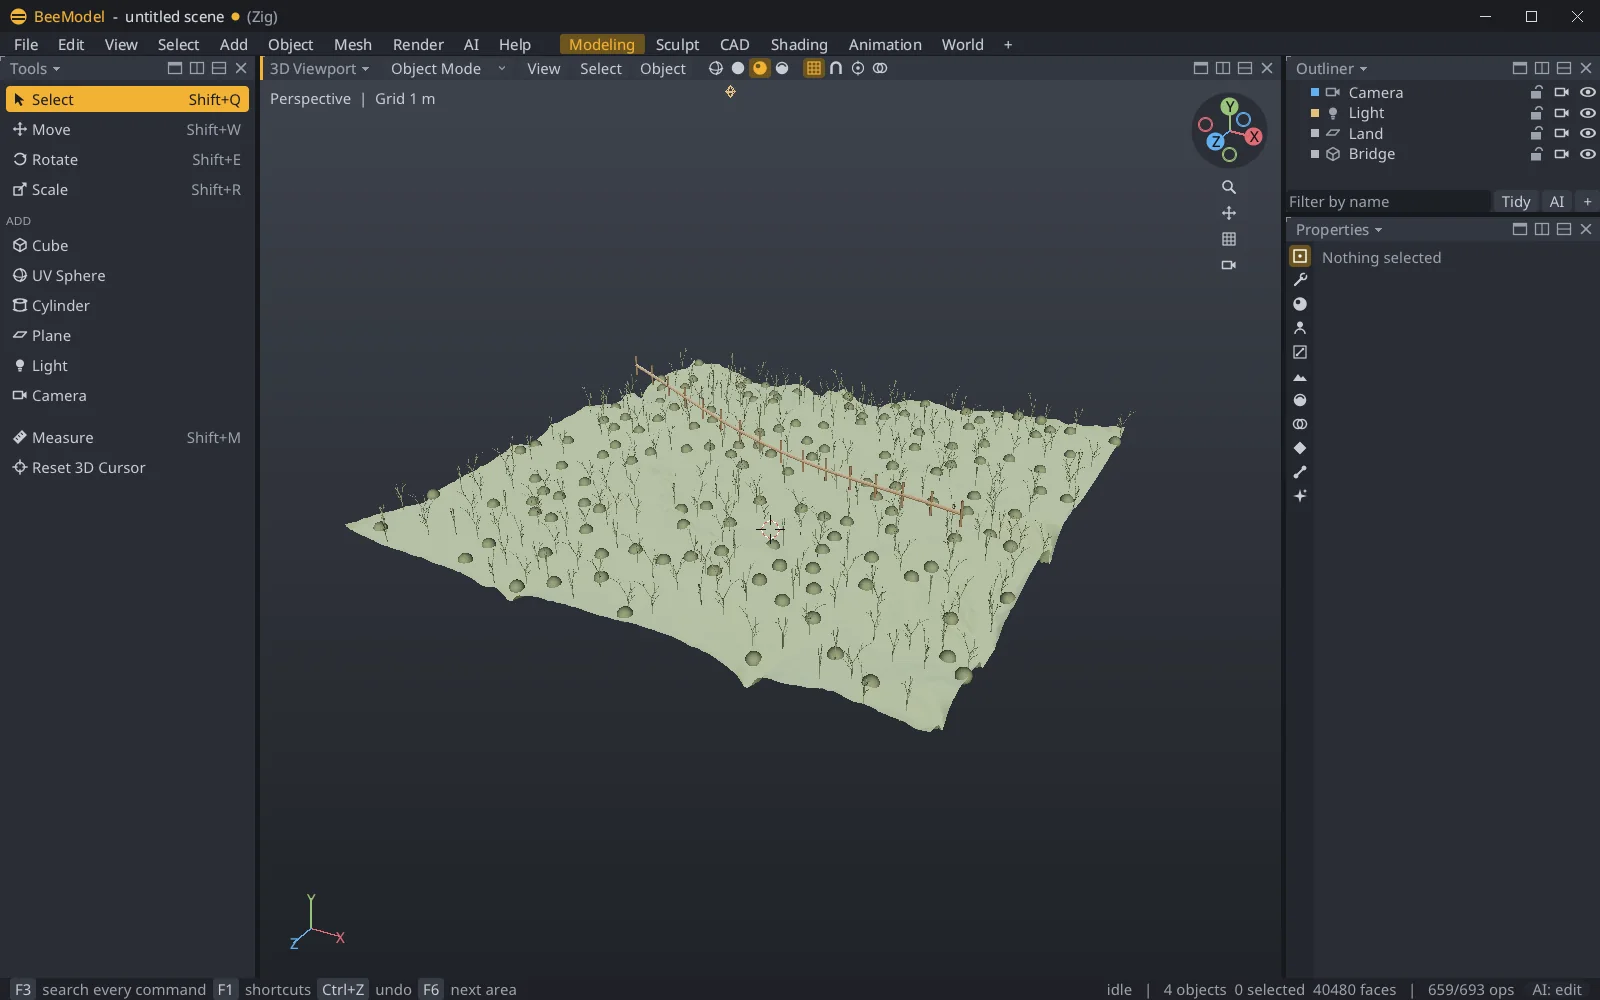 BeeModel - untitled scene (Zig)
File Edit View Select Add Object Mesh Render AI Help Modeling Sculpt CAD Shading Animation World +
Tools
Select Shift+Q
Move Shift+W
Rotate Shift+E
Scale Shift+R
ADD
Cube
UV Sphere
Cylinder
Plane
Light
Camera
Measure Shift+M
Reset 3D Cursor
3D Viewport Object Mode View Select Object
Perspective | Grid 1 m
Y
X
Z
Y
X
Z
Outliner
Camera
Light
Land
Bridge
Filter by name Tidy AI +
Properties
Nothing selected
F3 search every command F1 shortcuts Ctrl+Z undo F6 next area
idle | 4 objects 0 selected 40480 faces | 659/693 ops AI: edit